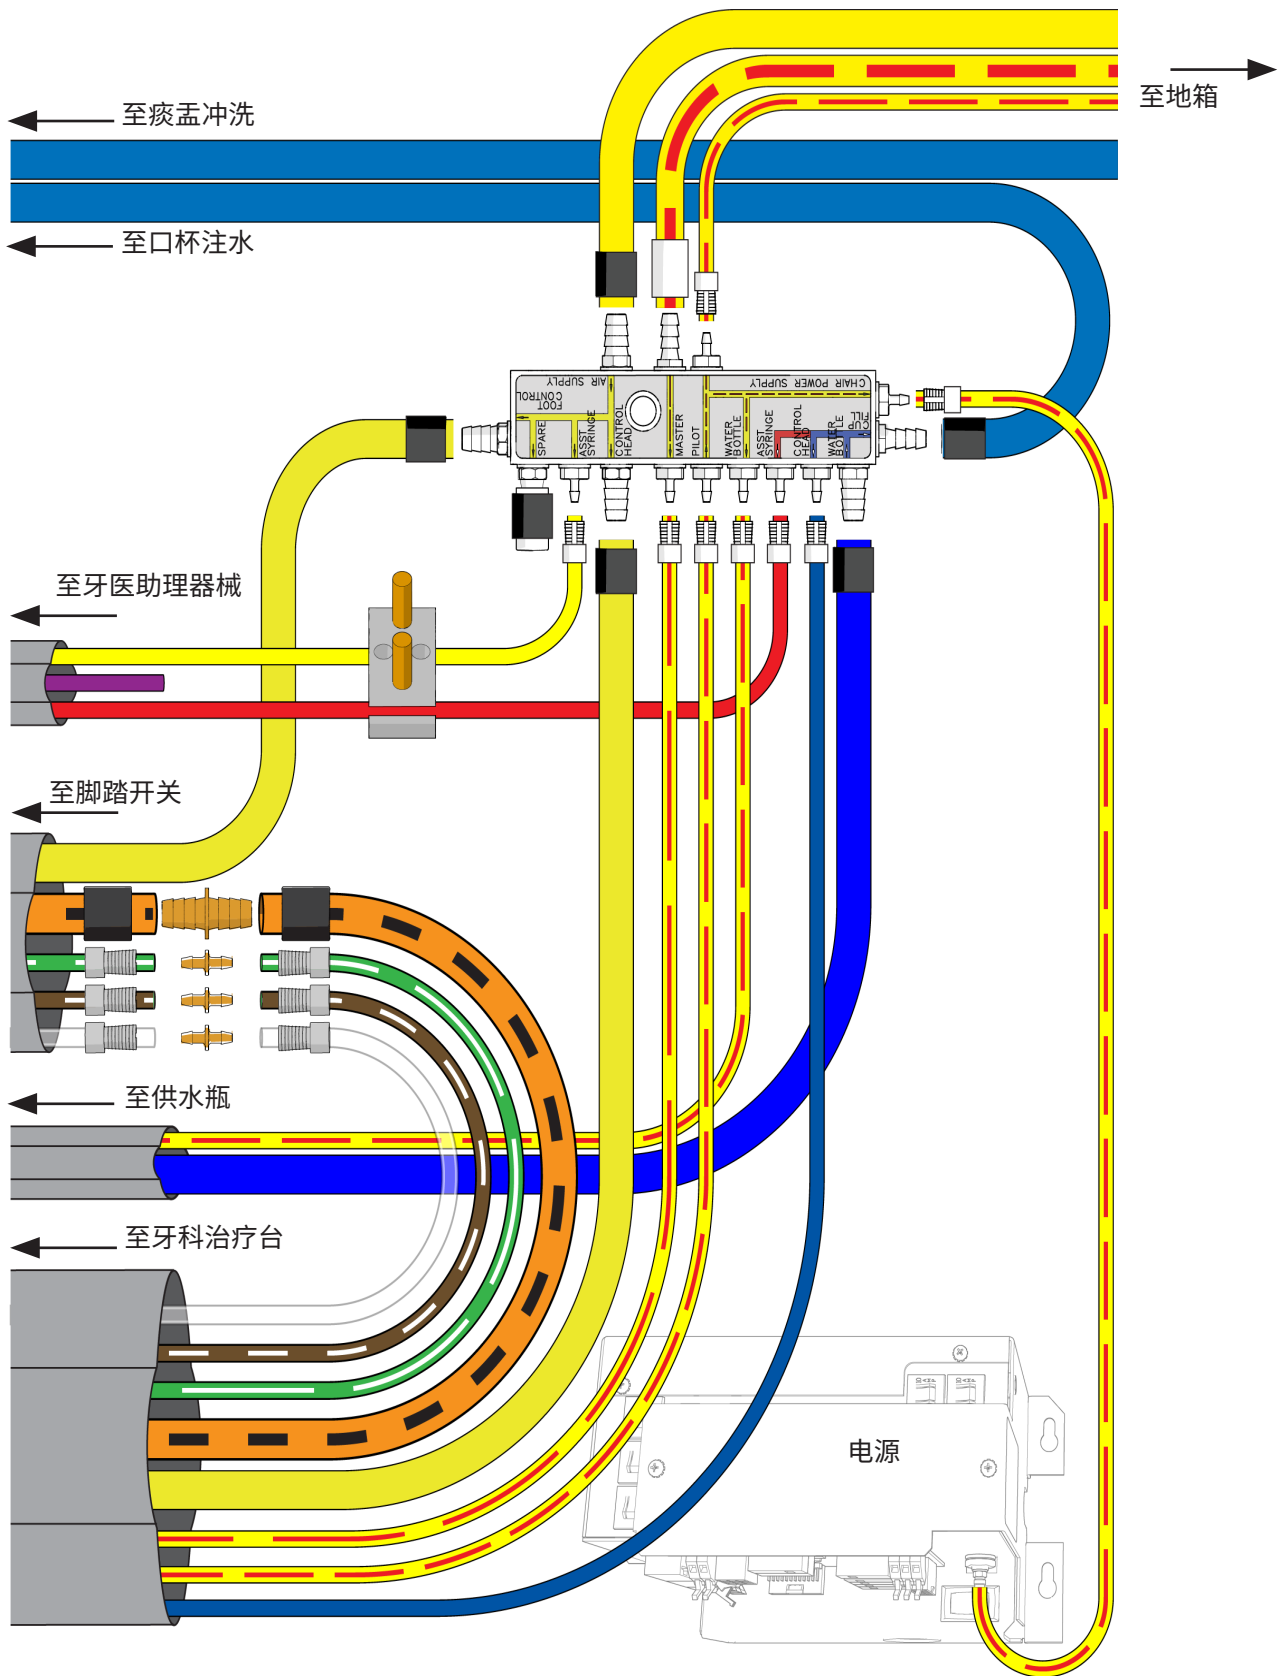 至地箱
至痰盂冲洗
至口杯注水
AIR SUPPLY
CHAIR POWER SUPPLY
FOOT
CONTROL
CUP
FILL
SPARE
ASST
SYRINGE
CONTROL
HEAD
MASTER
PILOT
WATER
BOTTLE
ASST
SYRINGE
CONTROL
HEAD
WATER
BOTTLE
至牙医助理器械
至脚踏开关
至供水瓶
至牙科治疗台
电源